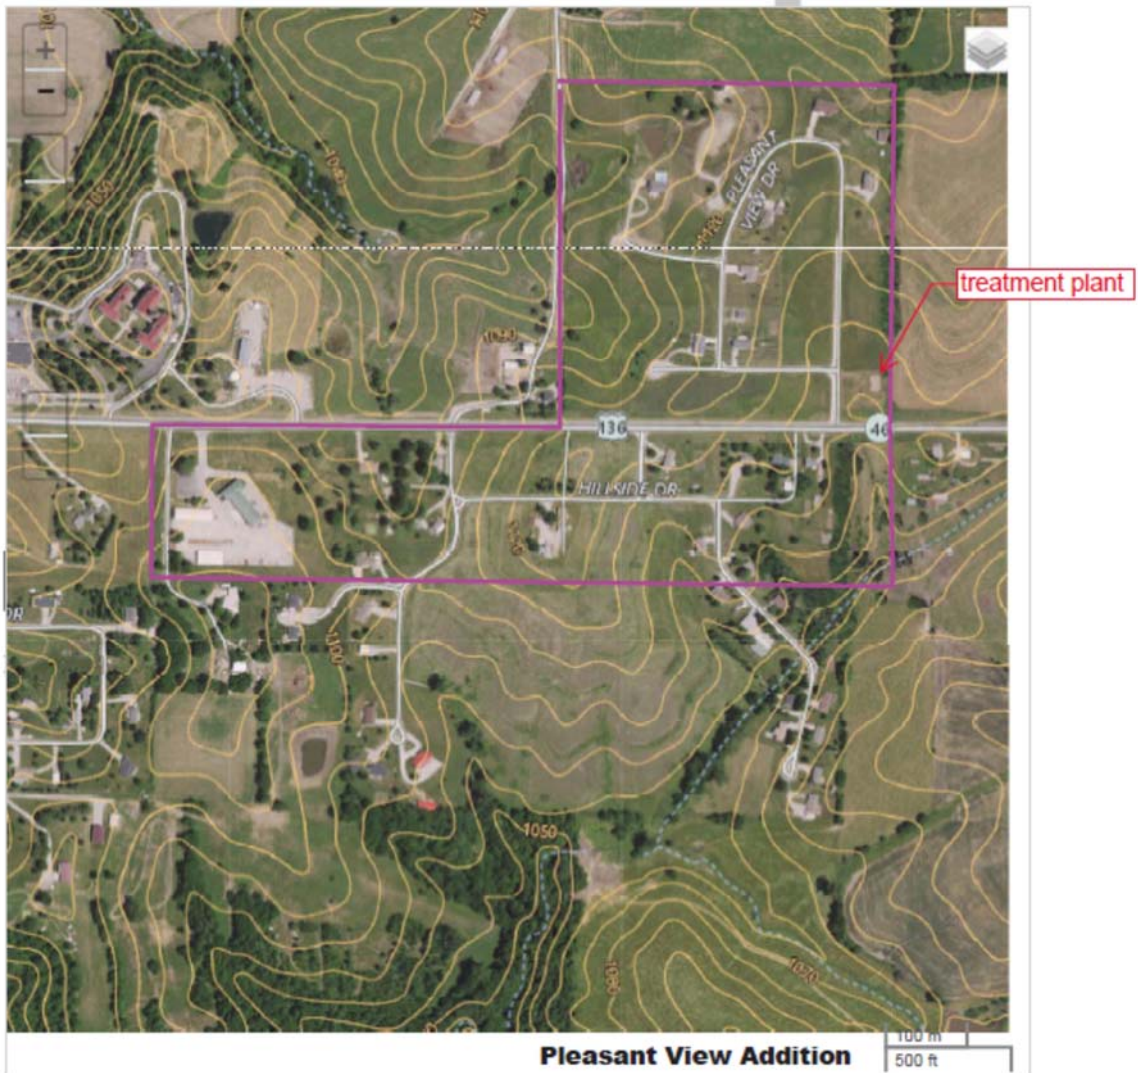 +
-
1050
PLEASANT
VIEW DR
treatment plant
136
46
HILLSIDE DR
DR
1100
1050
1070
Pleasant View Addition
100 m
500 ft